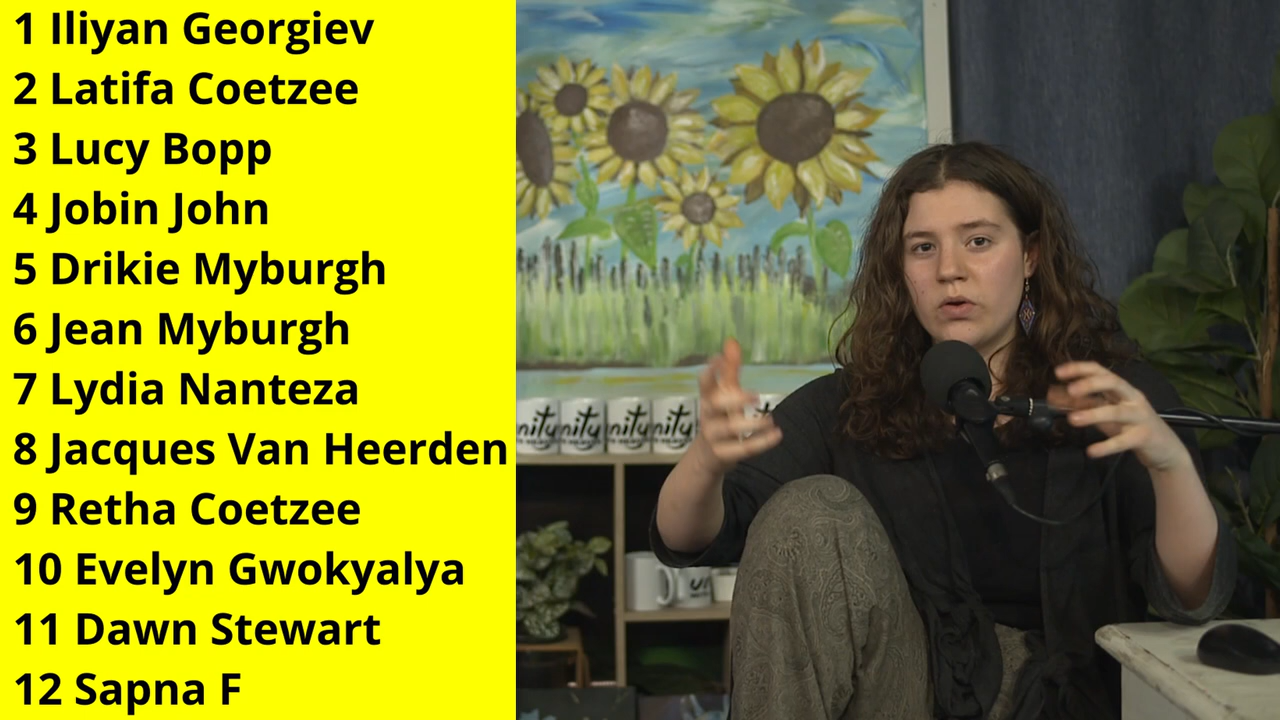 1 Iliyan Georgiev
2 Latifa Coetzee
3 Lucy Bopp
4 Jobin John
5 Drikie Myburgh
6 Jean Myburgh
7 Lydia Nanteza
8 Jacques Van Heerden
9 Retha Coetzee
10 Evelyn Gwokyalya
11 Dawn Stewart
12 Sapna F